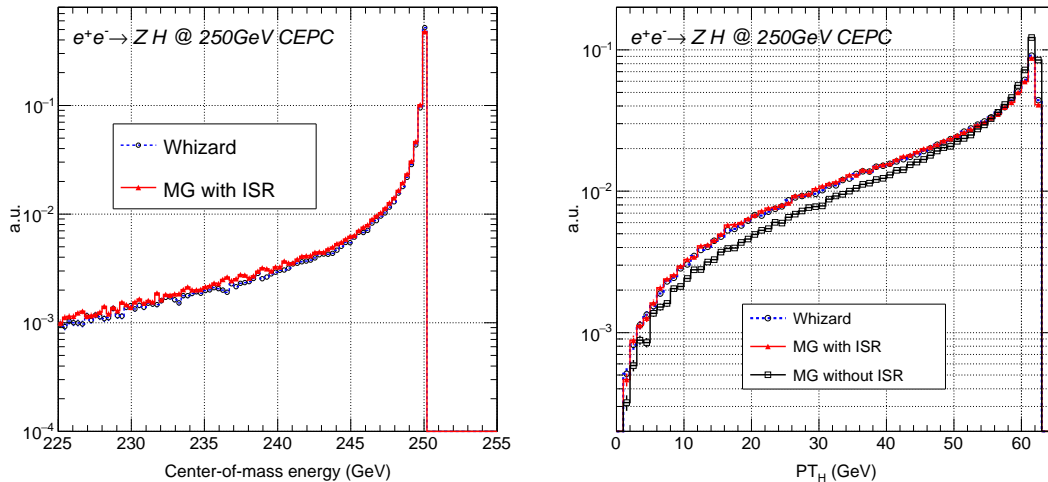 e⁺e⁻→ Z H @ 250GeV CEPC
Whizard
MG with ISR
a.u.
10⁻¹
10⁻²
10⁻³
10⁻⁴
225 230 235 240 245 250 255
Center-of-mass energy (GeV)
e⁺e⁻→ Z H @ 250GeV CEPC
Whizard
MG with ISR
MG without ISR
a.u.
10⁻¹
10⁻²
10⁻³
0 10 20 30 40 50 60
PT_H (GeV)